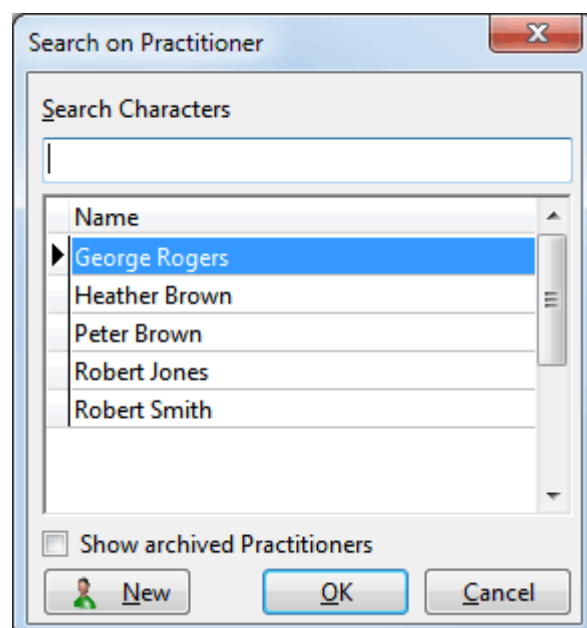 Search on Practitioner
Search Characters
Name
George Rogers
Heather Brown
Peter Brown
Robert Jones
Robert Smith
Show archived Practitioners
New OK Cancel